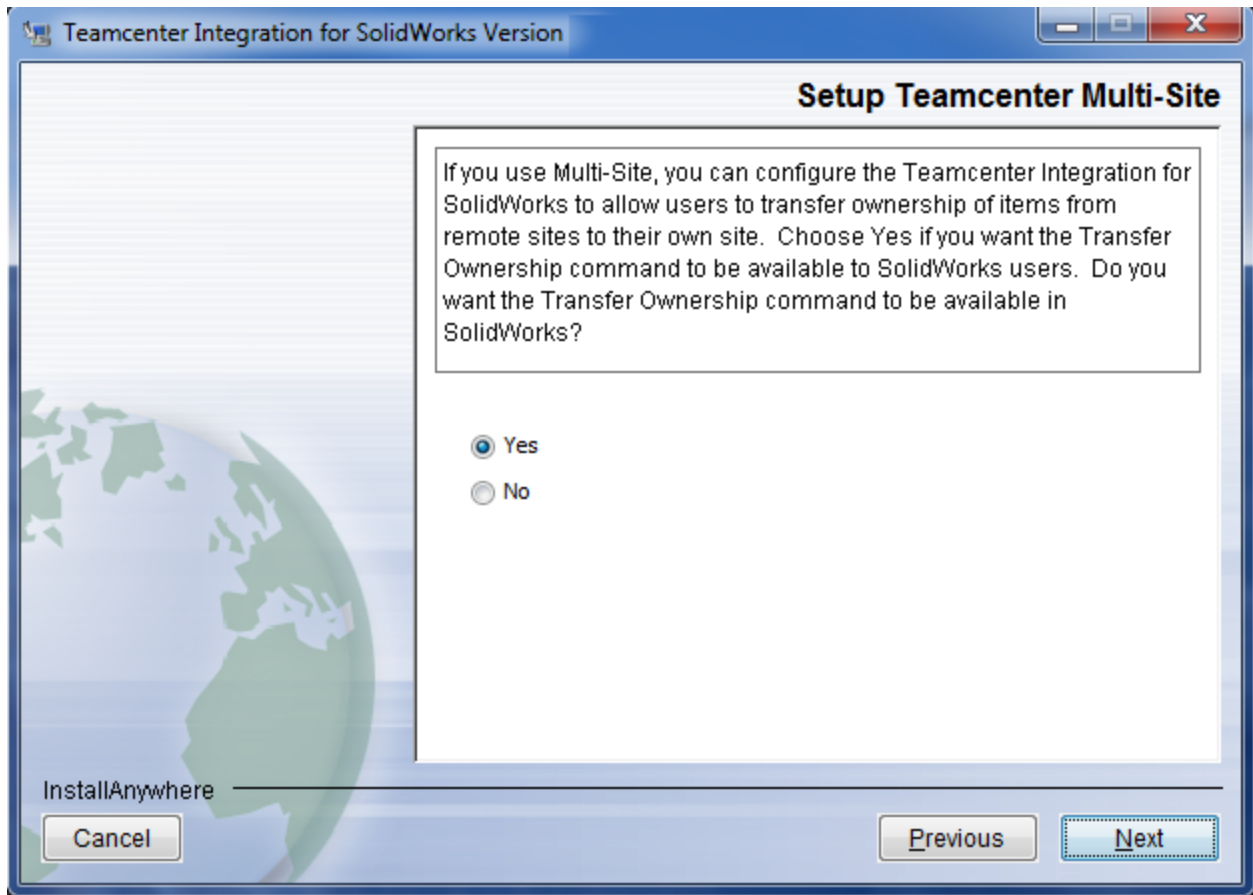 Teamcenter Integration for SolidWorks Version
Setup Teamcenter Multi-Site
If you use Multi-Site, you can configure the Teamcenter Integration for
SolidWorks to allow users to transfer ownership of items from
remote sites to their own site.  Choose Yes if you want the Transfer
Ownership command to be available to SolidWorks users.  Do you
want the Transfer Ownership command to be available in
SolidWorks?
Yes
No
InstallAnywhere
Cancel
Previous
Next